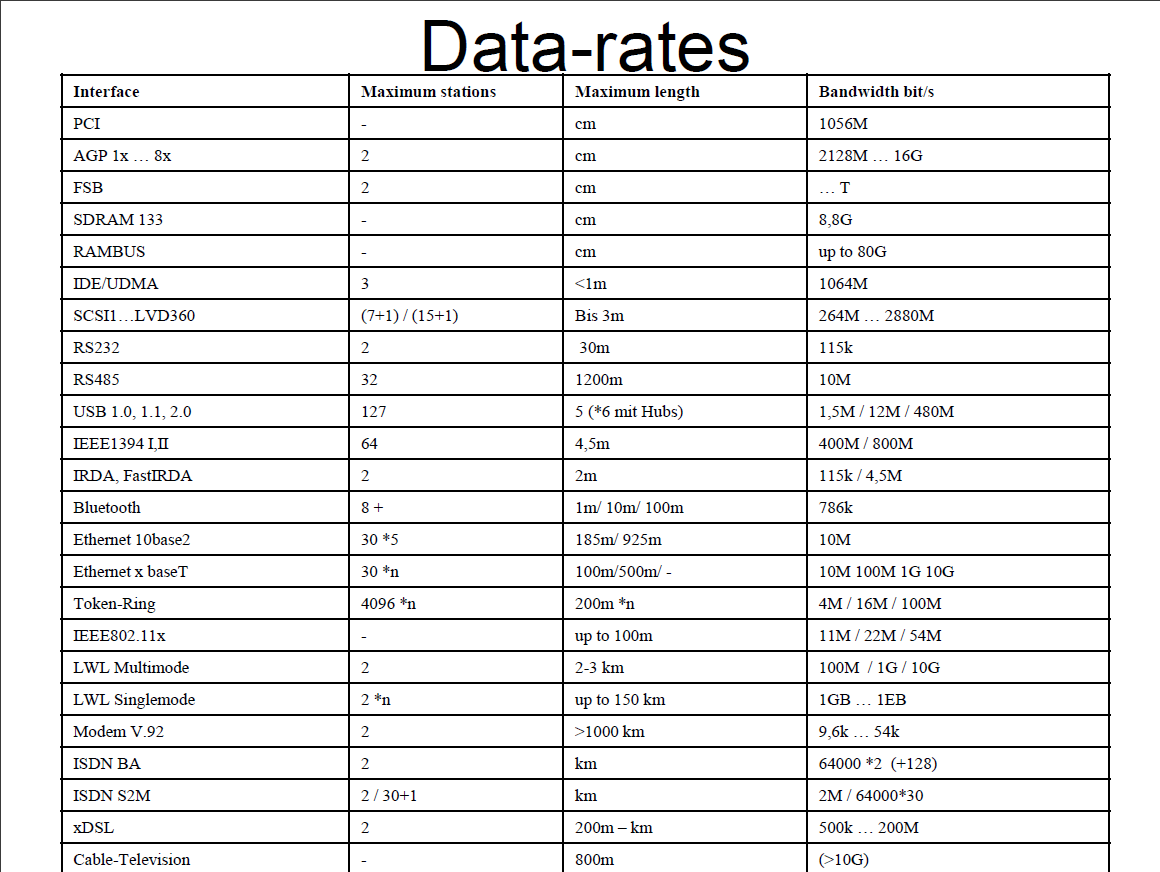 Data-rates
Interface Maximum stations Maximum length Bandwidth bit/s
PCI - cm 1056M
AGP 1x … 8x 2 cm 2128M … 16G
FSB 2 cm … T
SDRAM 133 - cm 8,8G
RAMBUS - cm up to 80G
IDE/UDMA 3 <1m 1064M
SCSI1…LVD360 (7+1) / (15+1) Bis 3m 264M … 2880M
RS232 2 30m 115k
RS485 32 1200m 10M
USB 1.0, 1.1, 2.0 127 5 (*6 mit Hubs) 1,5M / 12M / 480M
IEEE1394 I,II 64 4,5m 400M / 800M
IRDA, FastIRDA 2 2m 115k / 4,5M
Bluetooth 8 + 1m/ 10m/ 100m 786k
Ethernet 10base2 30 *5 185m/ 925m 10M
Ethernet x baseT 30 *n 100m/500m/ - 10M 100M 1G 10G
Token-Ring 4096 *n 200m *n 4M / 16M / 100M
IEEE802.11x - up to 100m 11M / 22M / 54M
LWL Multimode 2 2-3 km 100M / 1G / 10G
LWL Singlemode 2 *n up to 150 km 1GB … 1EB
Modem V.92 2 >1000 km 9,6k … 54k
ISDN BA 2 km 64000 *2 (+128)
ISDN S2M 2 / 30+1 km 2M / 64000*30
xDSL 2 200m – km 500k … 200M
Cable-Television - 800m (>10G)